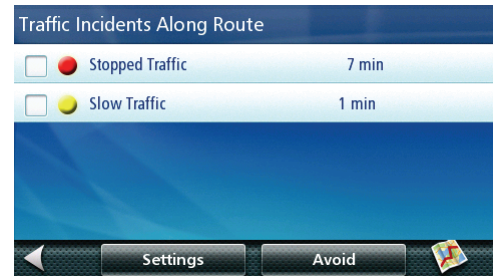 Traffic Incidents Along Route
Stopped Traffic 7 min
Slow Traffic 1 min
Settings Avoid